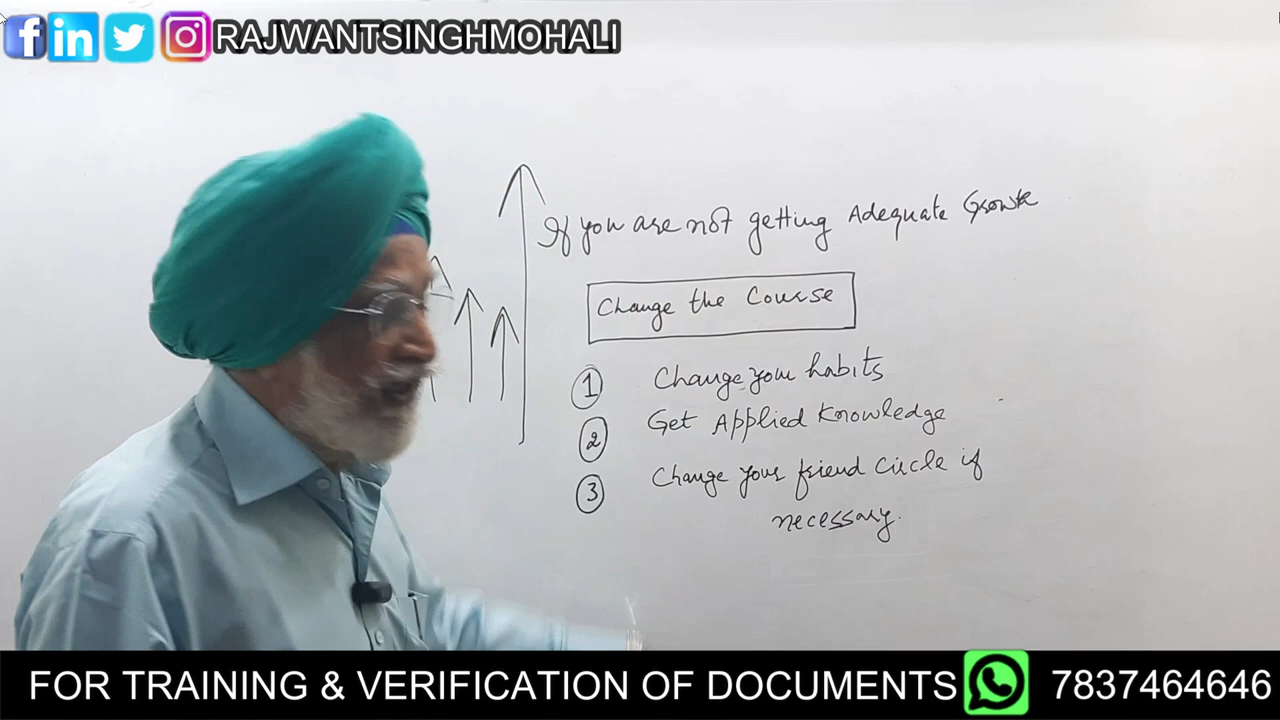 RAJWANTSINGHMOHALI
If you are not getting Adequate Growth
Change the Course
1 Change your habits
2 Get Applied Knowledge
3 Change your friend circle if
necessary.
FOR TRAINING & VERIFICATION OF DOCUMENTS 7837464646